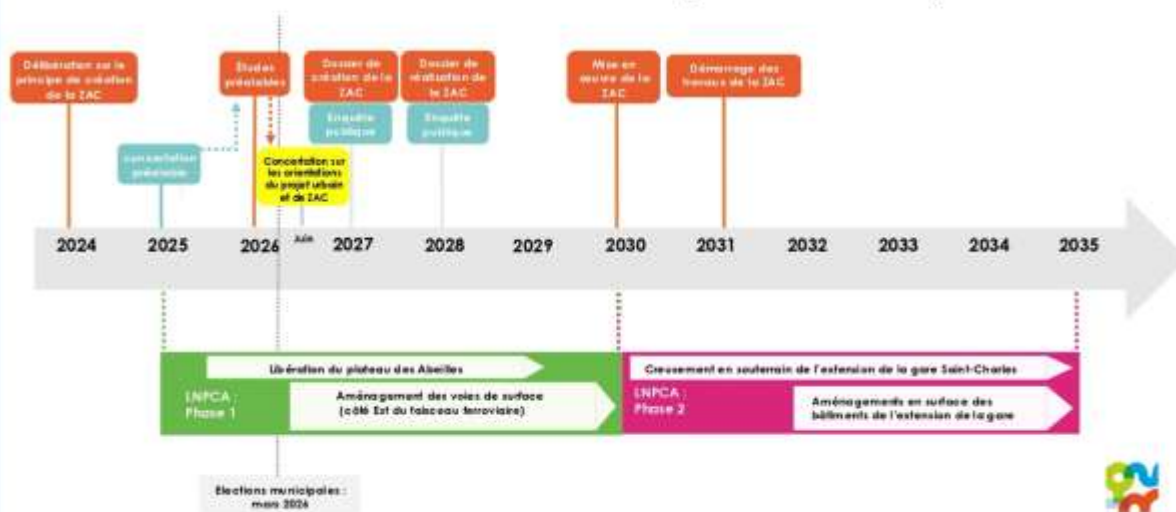 Délibération sur le
principe de création
de la ZAC
Etudes
préalables
Dossier de
création de la
ZAC
Dossier de
réalisation de
la ZAC
Mise en
œuvre de la
ZAC
Démarrage des
travaux de la ZAC
Enquête
publique
Enquête
publique
concertation
préalable
Concertation sur
les orientations
du projet urbain
et de ZAC
2024
2025
2026
Juin
2027
2028
2029
2030
2031
2032
2033
2034
2035
Libération du plateau des Abeilles
LNPCA :
Phase 1
Aménagement des voies de surface
(côté Est du faisceau ferroviaire)
Creusement en souterrain de l'extension de la gare Saint-Charles
LNPCA :
Phase 2
Aménagements en surface des
bâtiments de l'extension de la gare
Elections municipales :
mars 2026